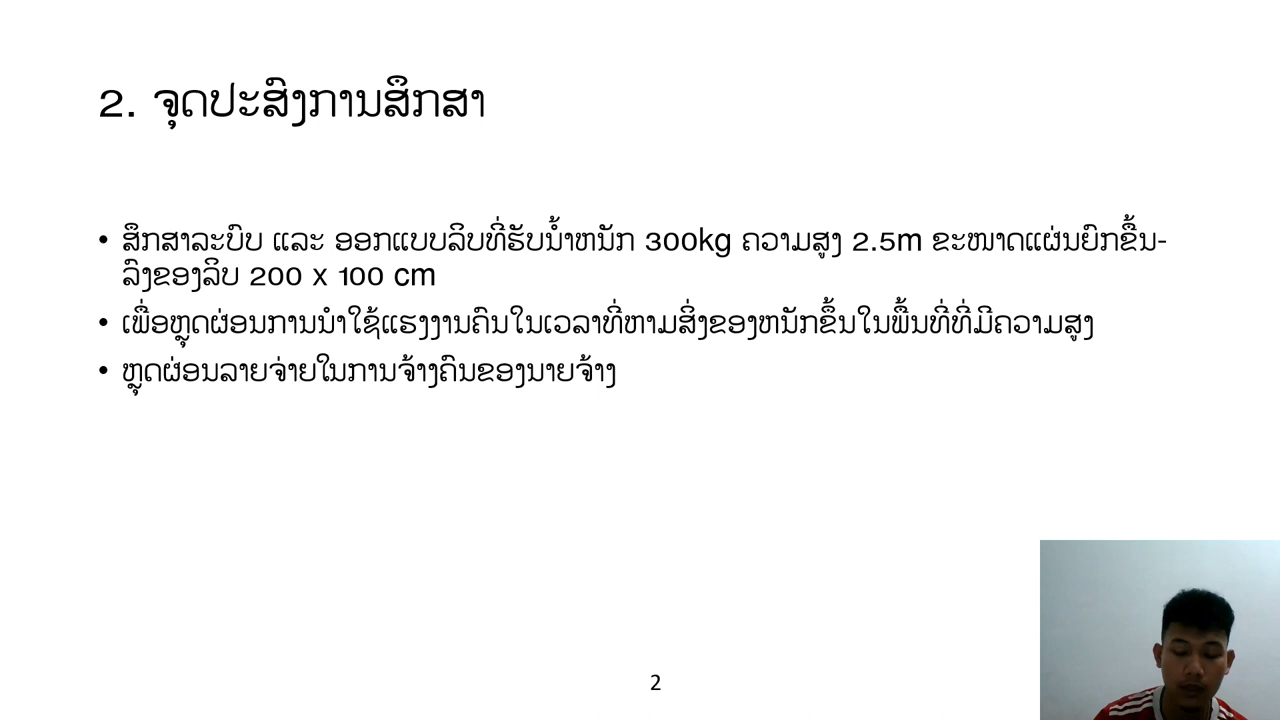 2. ຈຸດປະສົງການສຶກສາ
• ສຶກສາລະບົບ ແລະ ອອກແບບລິບທີ່ຮັບນ້ຳຫນັກ 300kg ຄວາມສູງ 2.5m ຂະໜາດແຜ່ນຍົກຂື້ນ-
ລົງຂອງລິບ 200 x 100 cm
• ເພື່ອຫຼຸດຜ່ອນການນຳໃຊ້ແຮງງານຄົນໃນເວລາທີ່ຫາມສິ່ງຂອງຫນັກຂຶ້ນໃນພື້ນທີ່ທີ່ມີຄວາມສູງ
• ຫຼຸດຜ່ອນລາຍຈ່າຍໃນການຈ້າງຄົນຂອງນາຍຈ້າງ
2